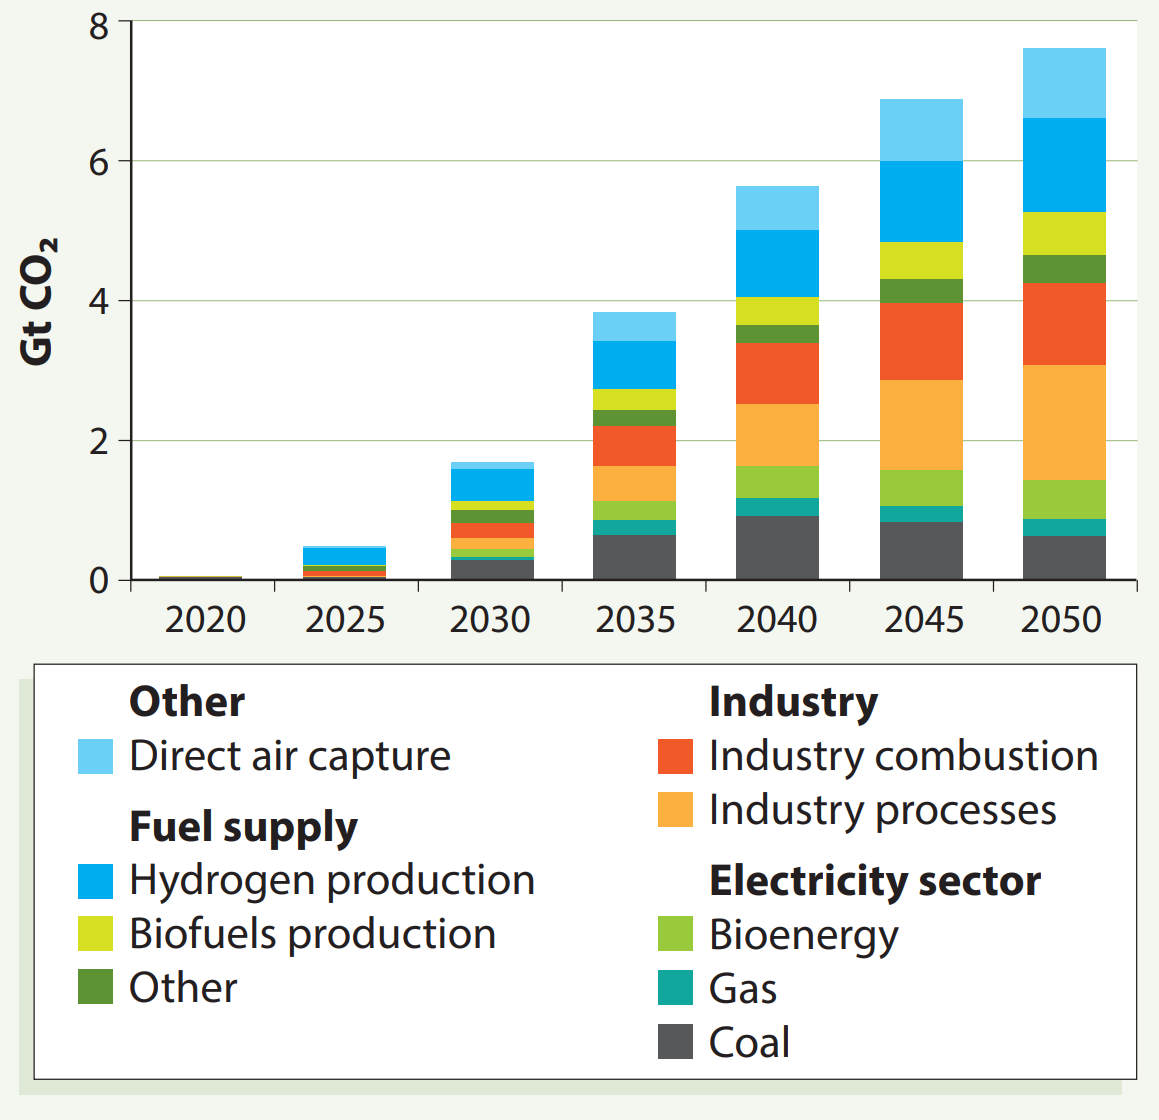 Gt CO₂
8
6
4
2
0
2020 2025 2030 2035 2040 2045 2050
Other
Direct air capture
Fuel supply
Hydrogen production
Biofuels production
Other
Industry
Industry combustion
Industry processes
Electricity sector
Bioenergy
Gas
Coal